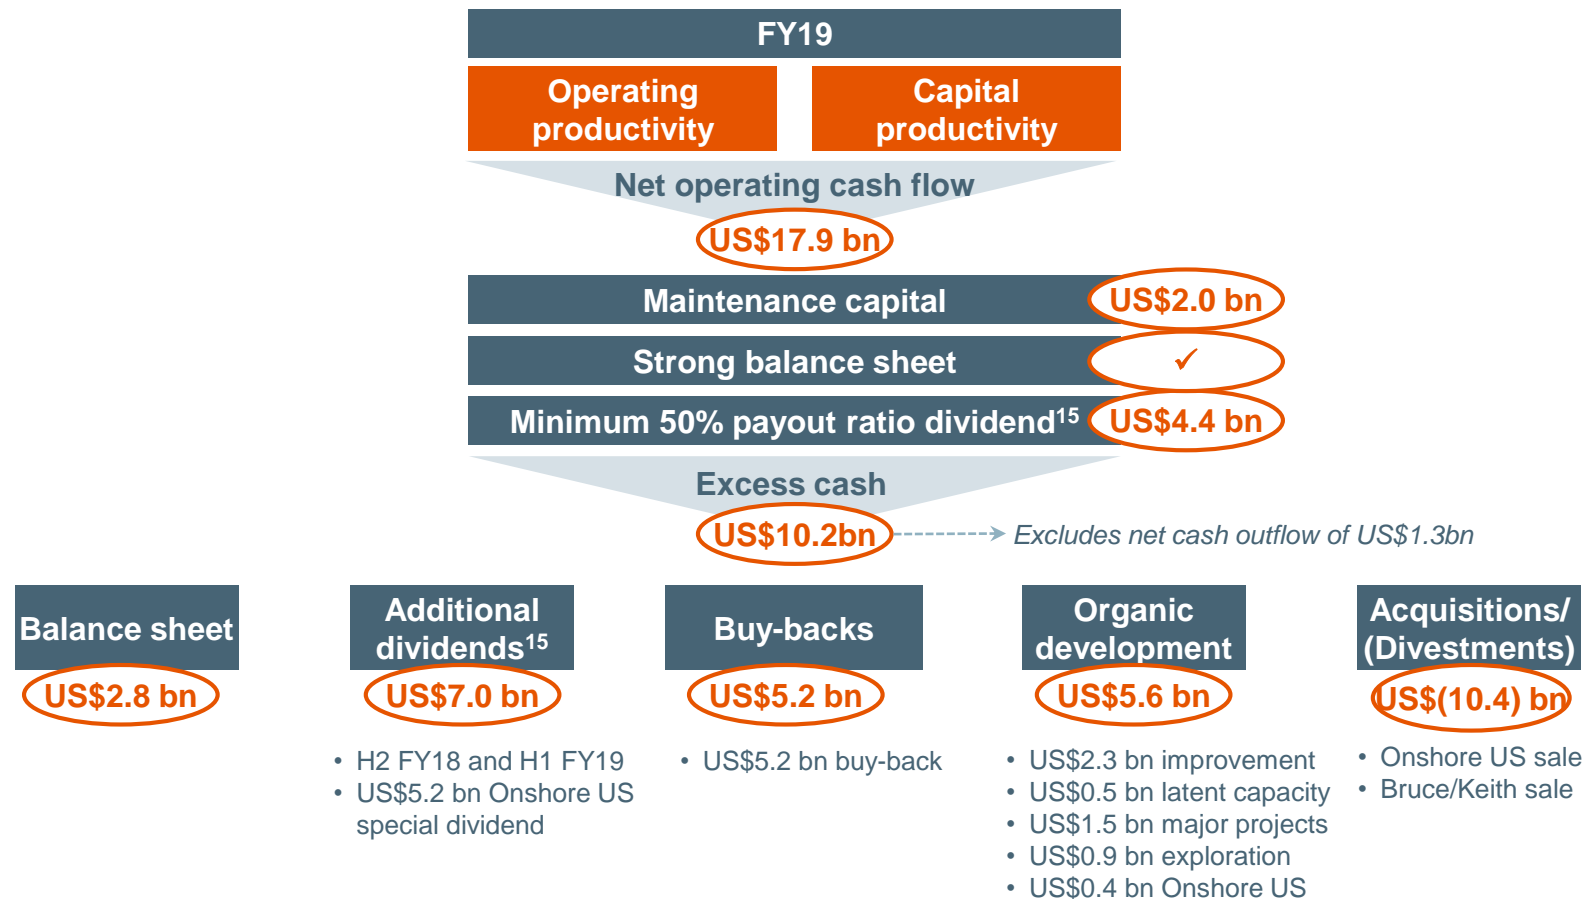 FY19
Operating
productivity
Capital
productivity
Net operating cash flow
US$17.9 bn
Maintenance capital
US$2.0 bn
Strong balance sheet
✓
Minimum 50% payout ratio dividend¹⁵
US$4.4 bn
Excess cash
US$10.2bn
Excludes net cash outflow of US$1.3bn
Balance sheet
US$2.8 bn
Additional
dividends¹⁵
US$7.0 bn
• H2 FY18 and H1 FY19
• US$5.2 bn Onshore US
special dividend
Buy-backs
US$5.2 bn
• US$5.2 bn buy-back
Organic
development
US$5.6 bn
• US$2.3 bn improvement
• US$0.5 bn latent capacity
• US$1.5 bn major projects
• US$0.9 bn exploration
• US$0.4 bn Onshore US
Acquisitions/
(Divestments)
US$(10.4) bn
• Onshore US sale
• Bruce/Keith sale